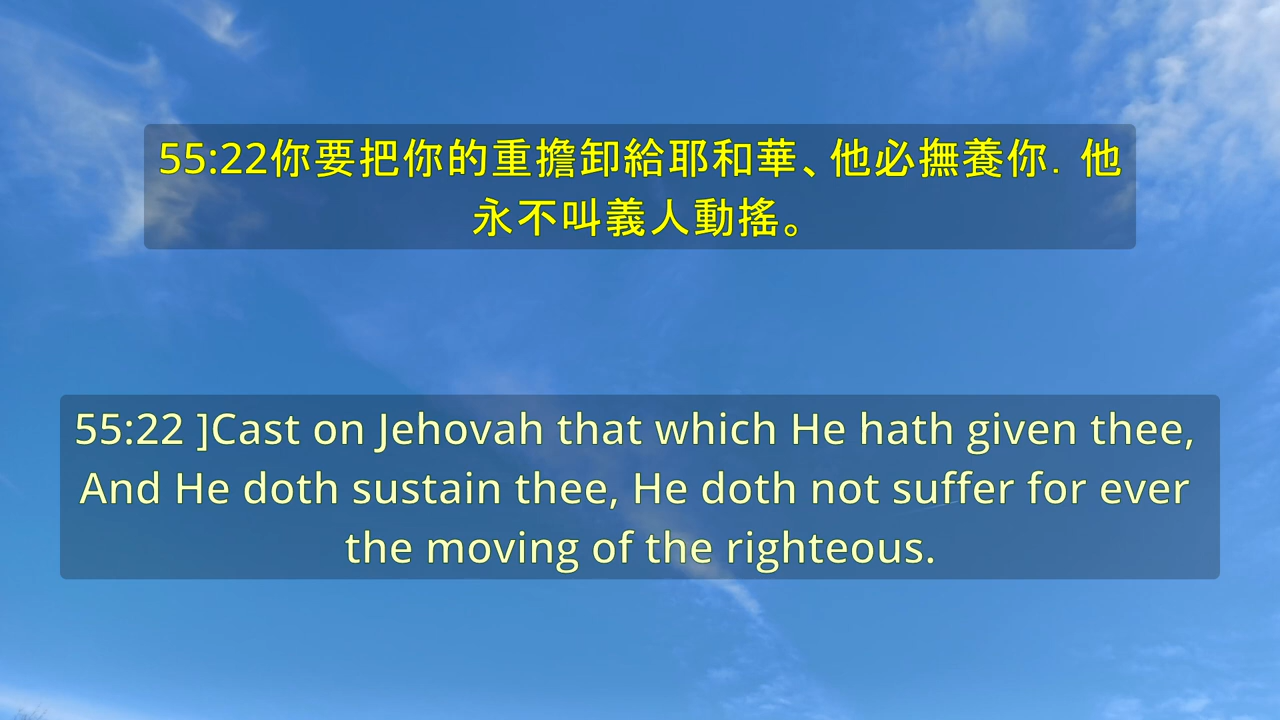 55:22你要把你的重擔卸給耶和華、他必撫養你．他
永不叫義人動搖。
55:22 ]Cast on Jehovah that which He hath given thee,
And He doth sustain thee, He doth not suffer for ever
the moving of the righteous.